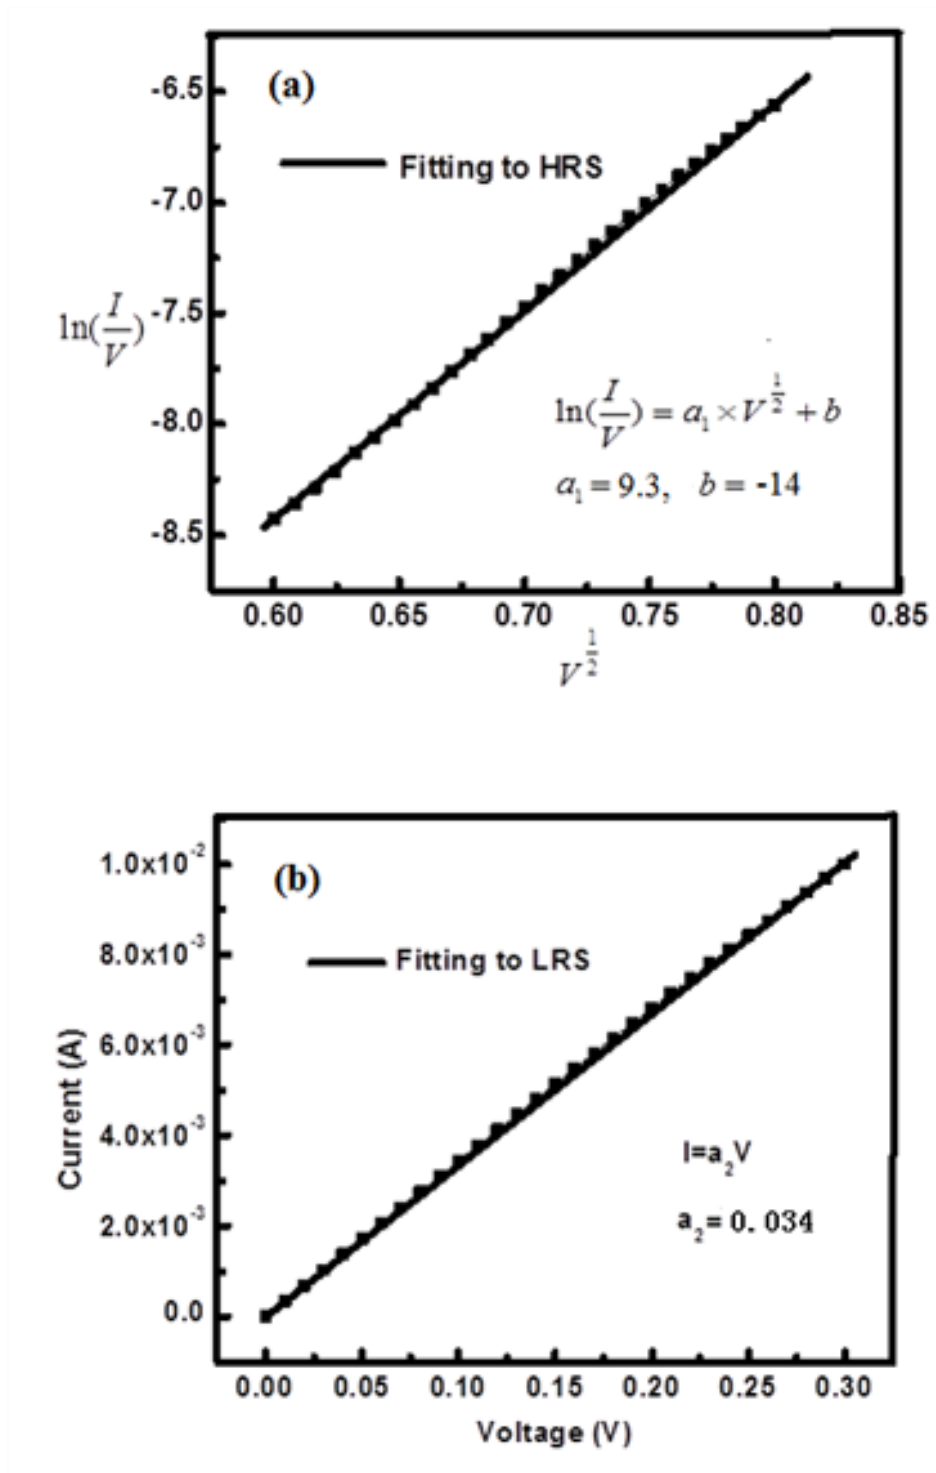 (a)
-6.5
Fitting to HRS
-7.0
ln(I/V)
-7.5
-8.0
ln(I/V) = a₁ × V^(1/2) + b
a₁ = 9.3, b = -14
-8.5
0.60 0.65 0.70 0.75 0.80 0.85
V^(1/2)
(b)
1.0x10⁻²
Fitting to LRS
8.0x10⁻³
6.0x10⁻³
Current (A)
4.0x10⁻³
I=a₂V
2.0x10⁻³
a₂= 0.034
0.0
0.00 0.05 0.10 0.15 0.20 0.25 0.30
Voltage (V)